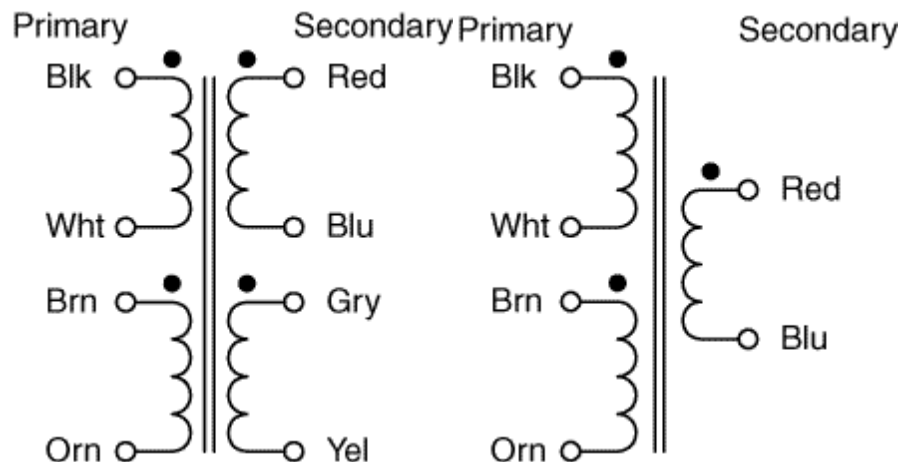 Primary Secondary Primary Secondary
Blk Red Blk
Red
Wht Blu Wht
Brn Gry Brn
Blu
Orn Yel Orn